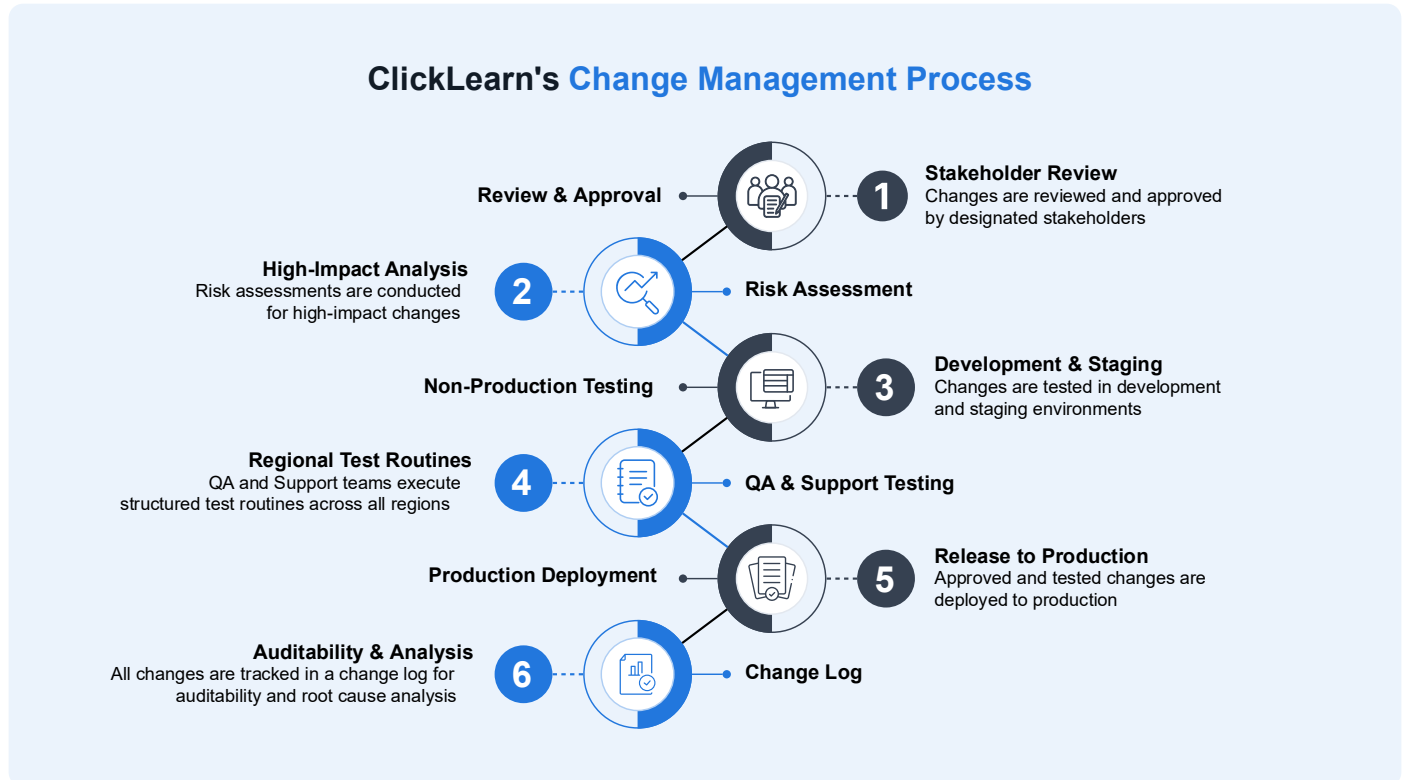 ClickLearn's Change Management Process
Review & Approval
1
Stakeholder Review
Changes are reviewed and approved
by designated stakeholders
High-Impact Analysis
Risk assessments are conducted
for high-impact changes
2
Risk Assessment
Non-Production Testing
3
Development & Staging
Changes are tested in development
and staging environments
Regional Test Routines
QA and Support teams execute
structured test routines across all regions
4
QA & Support Testing
Production Deployment
5
Release to Production
Approved and tested changes are
deployed to production
Auditability & Analysis
All changes are tracked in a change log for
auditability and root cause analysis
6
Change Log